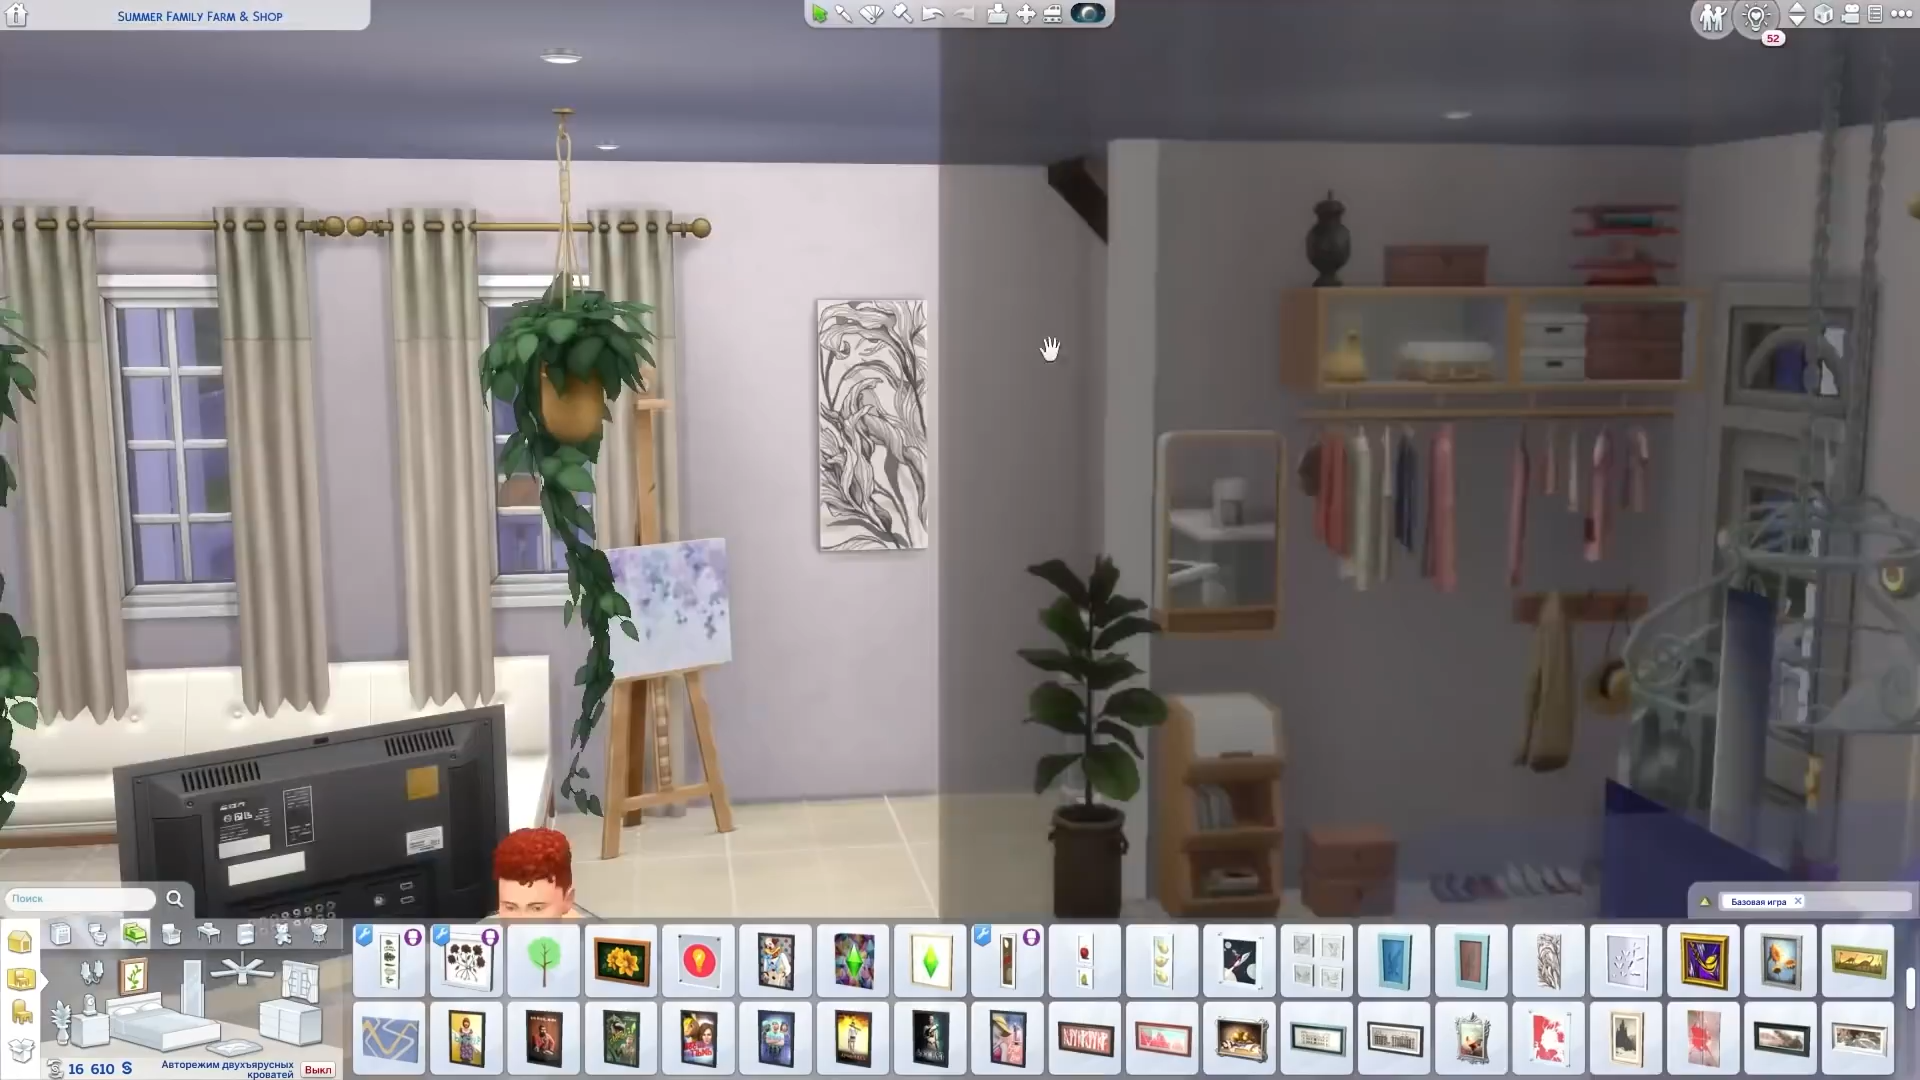 Summer Family Farm & Shop
52
Поиск
Базовая игра
16 610 S
Авторежим двухъярусных
кроватей
Выкл